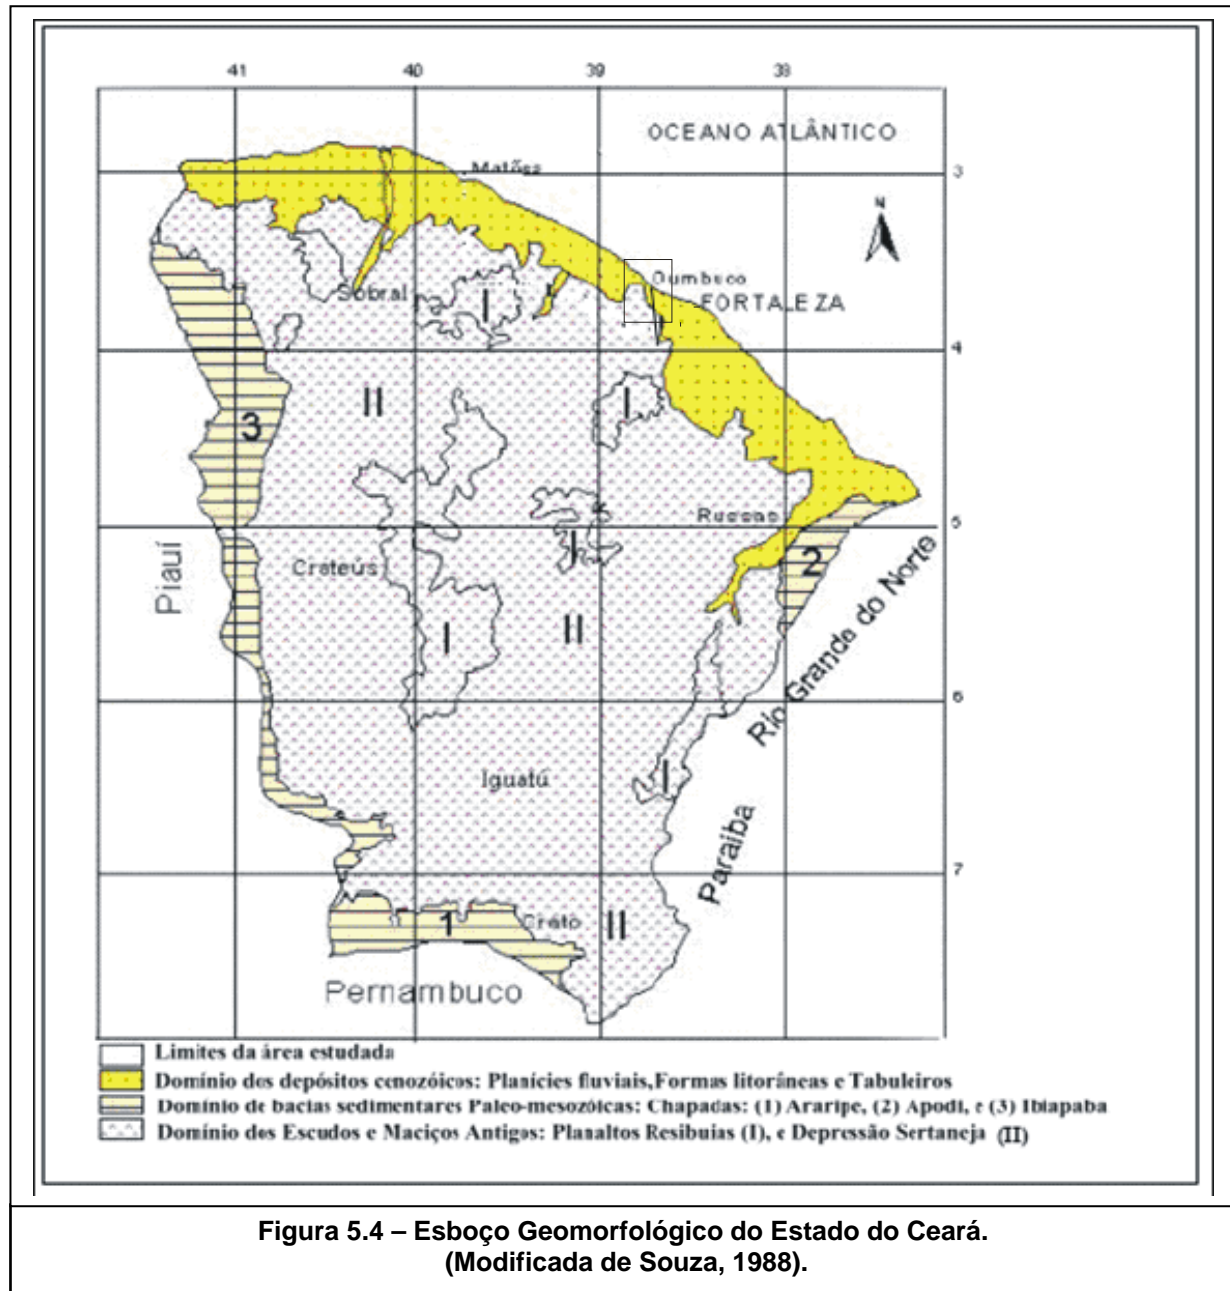 41 40 39 38
OCEANO ATLÂNTICO
Matõsa
3
N
Cumbuco
Sobral
I
FORTALEZA
4
II
I
3
Russas
5
I
2
Piauí
Crateús
Rio Grande do Norte
I
II
6
Iguatú
I
Paraiba
7
1
Crato
II
Pernambuco
Limites da área estudada
Domínio dos depósitos cenozóicos: Planícies fluviais,Formas litorâneas e Tabuleiros
Domínio de bacias sedimentares Paleo-mesozóicas: Chapadas: (1) Araripe, (2) Apodi, e (3) Ibiapaba
Domínio dos Escudos e Maciços Antigos: Planaltos Resibuias (I), e Depressão Sertaneja (II)
Figura 5.4 – Esboço Geomorfológico do Estado do Ceará.
(Modificada de Souza, 1988).